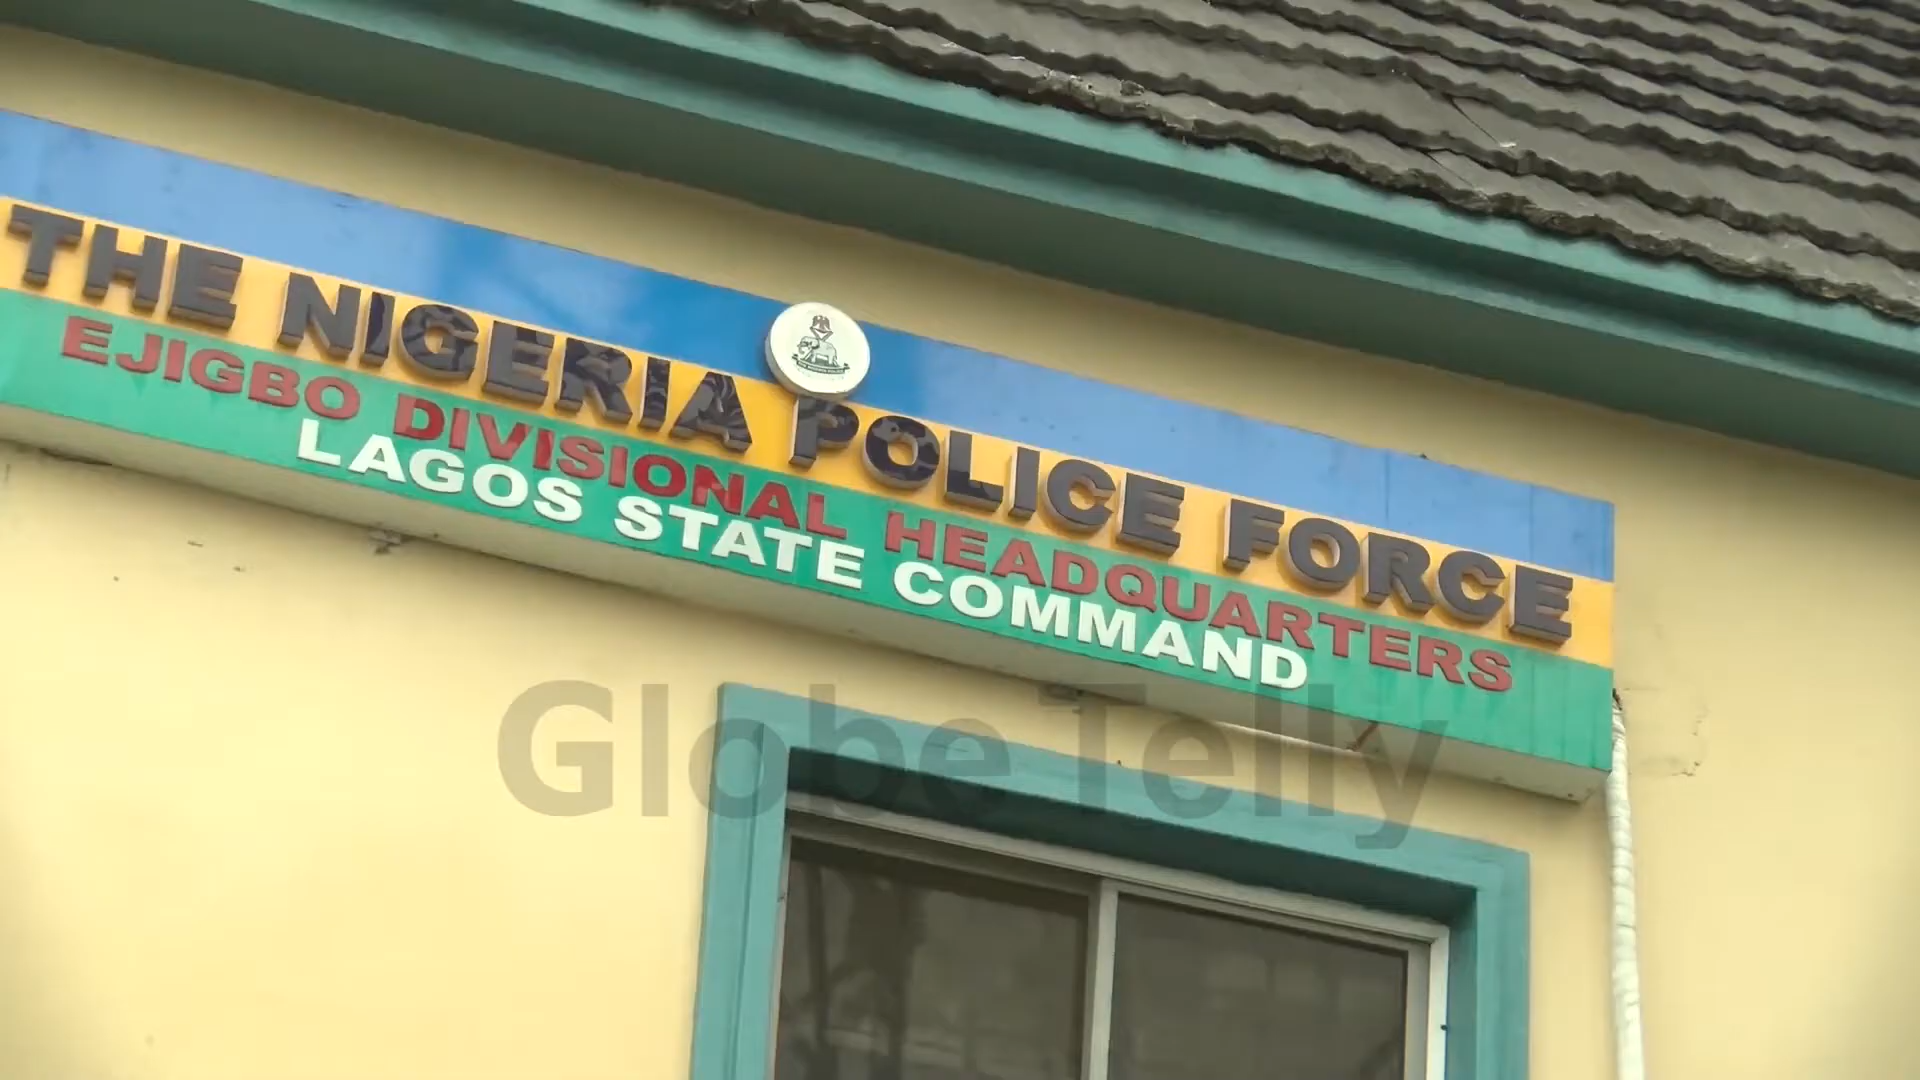 THE NIGERIA POLICE FORCE
EJIGBO DIVISIONAL HEADQUARTERS
LAGOS STATE COMMAND
GlobeTelly